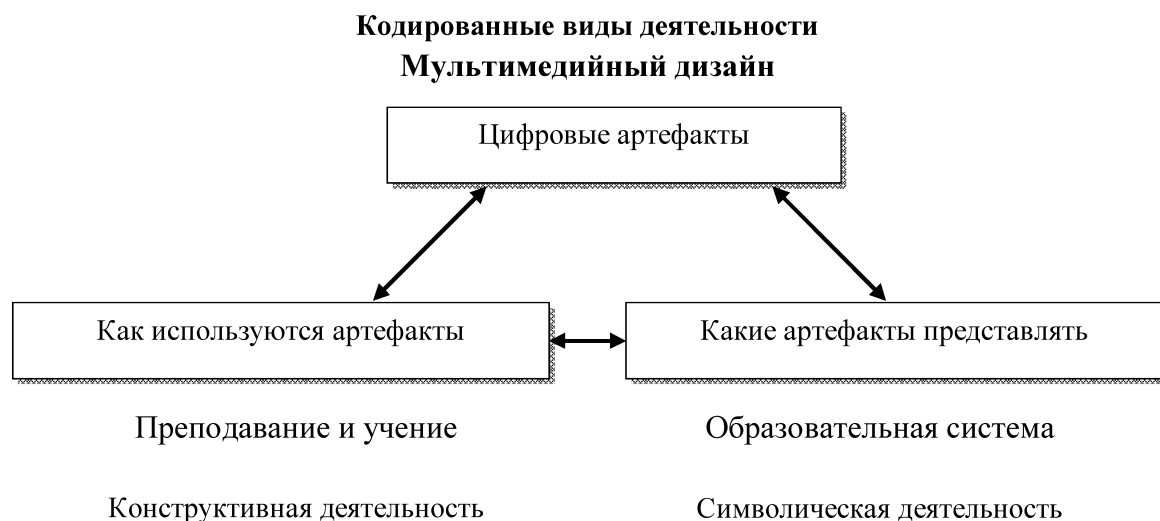 Кодированные виды деятельности
Мультимедийный дизайн
Цифровые артефакты
Как используются артефакты
Какие артефакты представлять
Преподавание и учение
Образовательная система
Конструктивная деятельность
Символическая деятельность